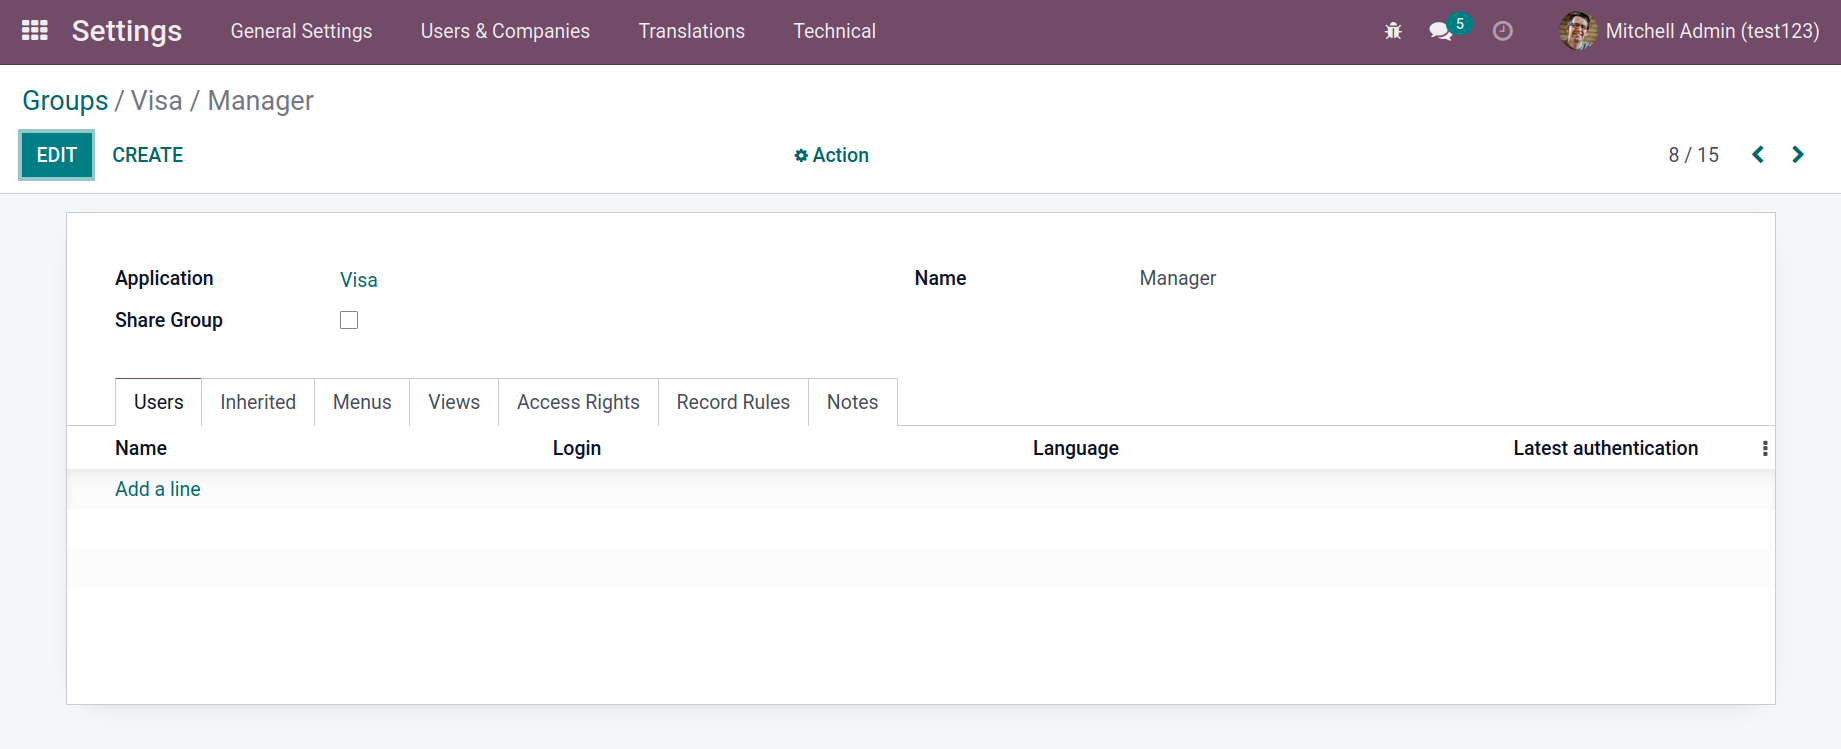 Settings General Settings Users & Companies Translations Technical 5 Mitchell Admin (test123)
Groups / Visa / Manager
EDIT CREATE Action 8 / 15
Application Visa Name Manager
Share Group
Users Inherited Menus Views Access Rights Record Rules Notes
Name Login Language Latest authentication
Add a line